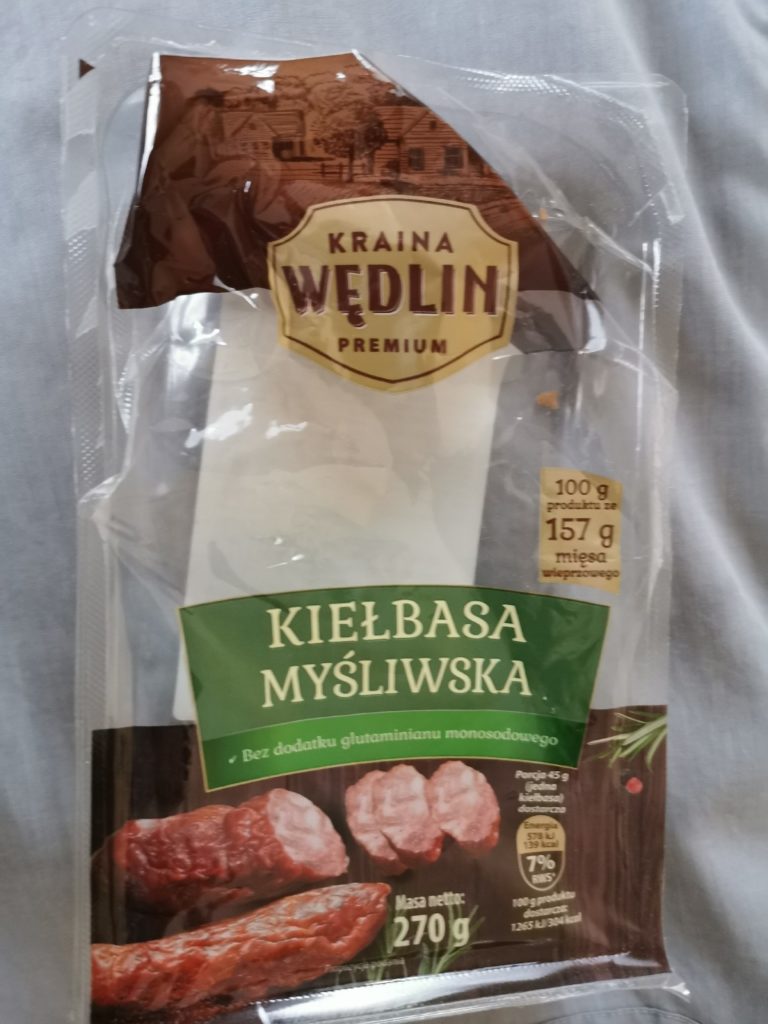 KRAINA
WĘDLIN
PREMIUM
100 g
produktu ze
157 g
mięsa
wieprzowego
KIEŁBASA
MYŚLIWSKA
✓ Bez dodatku glutaminianu monosodowego
Porcja 45 g
(jedna
kiełbasa)
dostarcza
Energia
578 kJ
139 kcal
7%
RWS*
100 g produktu
dostarcza:
1265 kJ/304 kcal
Masa netto:
270 g